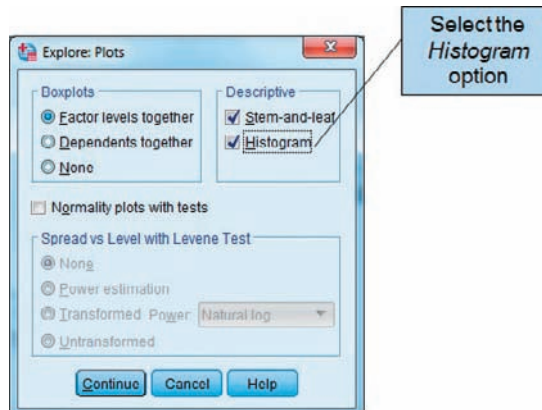 Select the
Histogram
option
Explore: Plots
Boxplots
Factor levels together
Dependents together
None
Descriptive
Stem-and-leaf
Histogram
Normality plots with tests
Spread vs Level with Levene Test
None
Power estimation
Transformed Power: Natural log
Untransformed
Continue Cancel Help